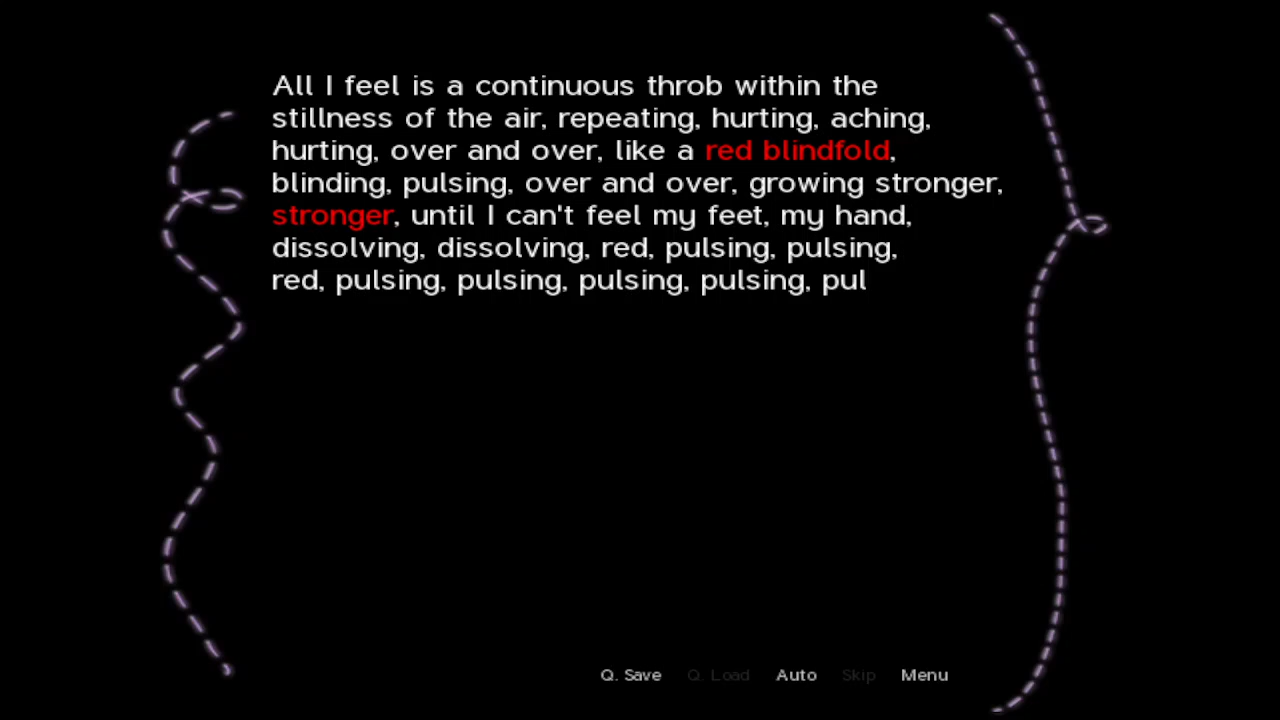 All I feel is a continuous throb within the
stillness of the air, repeating, hurting, aching,
hurting, over and over, like a red blindfold,
blinding, pulsing, over and over, growing stronger,
stronger, until I can't feel my feet, my hand,
dissolving, dissolving, red, pulsing, pulsing,
red, pulsing, pulsing, pulsing, pulsing, pul
Q. Save Q. Load Auto Skip Menu